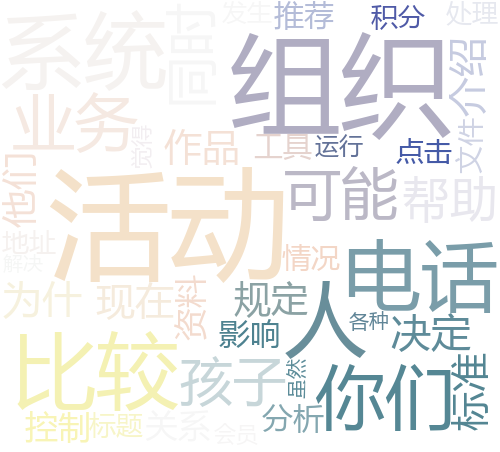 发生
推荐
积分
处理
系统
同时
组织
介绍
业务
觉得
作品
工具
运行
点击
文件
他们
活动
可能
帮助
地址
解决
情况
电话
为什
现在
资料
规定
人
各种
影响
决定
比较
孩子
虽然
你们
标准
控制
标题
关系
会员
分析